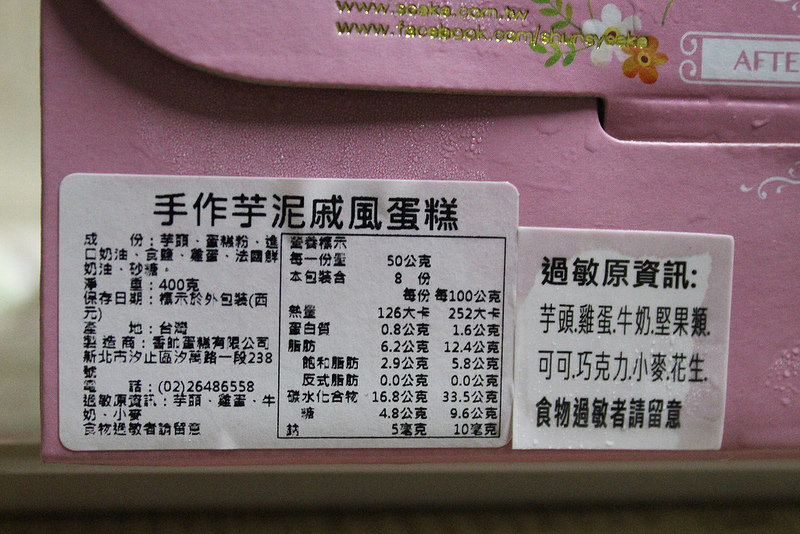 www.soaka.com.tw
www.facebook.com/shuaycake
AFTE
手作芋泥戚風蛋糕
成　　份：芋頭、蛋糕粉、進
口奶油、食鹽、雞蛋、法國鮮
奶油、砂糖。
淨　　重：400克
保存日期：標示於外包裝(西
元)
產　　地：台灣
製 造 商：香帥蛋糕有限公司
新北市汐止區汐萬路一段238
號
電　　話：(02)26486558
過敏原資訊：芋頭、雞蛋、牛
奶、小麥
食物過敏者請留意
營養標示
每一份量 50公克
本包裝含 8 份
每份 每100公克
熱量 126大卡 252大卡
蛋白質 0.8公克 1.6公克
脂肪 6.2公克 12.4公克
飽和脂肪 2.9公克 5.8公克
反式脂肪 0.0公克 0.0公克
碳水化合物 16.8公克 33.5公克
糖 4.8公克 9.6公克
鈉 5毫克 10毫克
過敏原資訊:
芋頭.雞蛋.牛奶.堅果類.
可可.巧克力.小麥.花生.
食物過敏者請留意